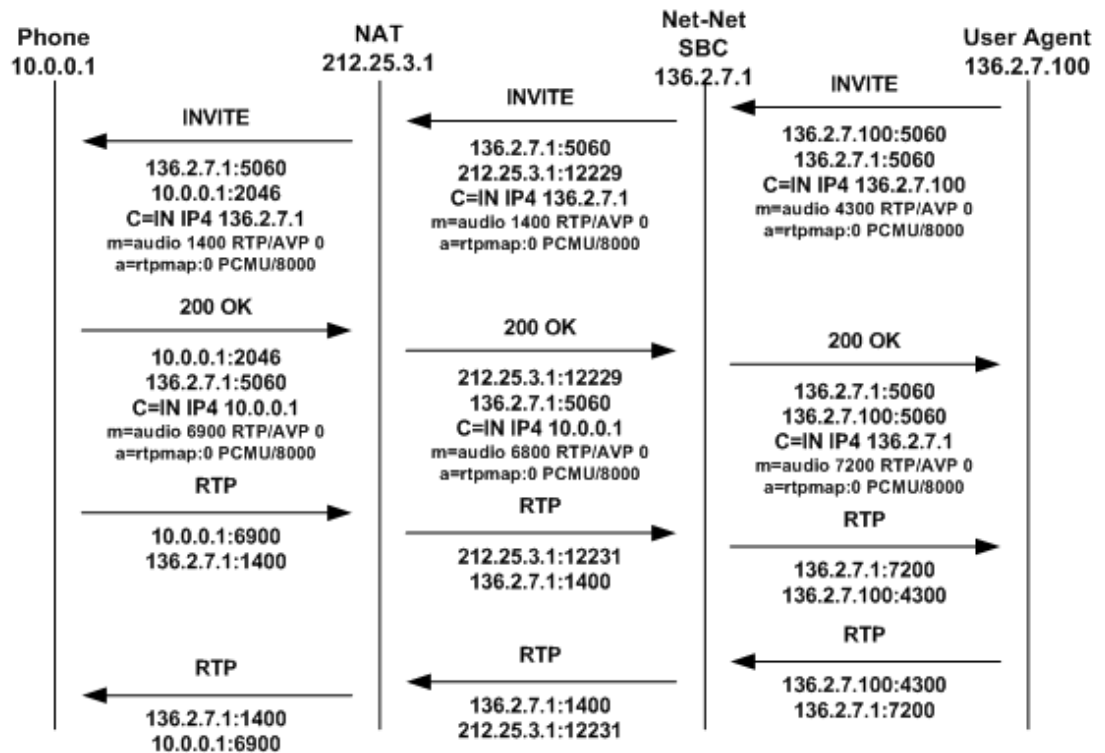 Phone
10.0.0.1
NAT
212.25.3.1
Net-Net
SBC
136.2.7.1
User Agent
136.2.7.100
INVITE
136.2.7.100:5060
136.2.7.1:5060
C=IN IP4 136.2.7.100
m=audio 4300 RTP/AVP 0
a=rtpmap:0 PCMU/8000
INVITE
136.2.7.1:5060
212.25.3.1:12229
C=IN IP4 136.2.7.1
m=audio 1400 RTP/AVP 0
a=rtpmap:0 PCMU/8000
INVITE
136.2.7.1:5060
10.0.0.1:2046
C=IN IP4 136.2.7.1
m=audio 1400 RTP/AVP 0
a=rtpmap:0 PCMU/8000
200 OK
10.0.0.1:2046
136.2.7.1:5060
C=IN IP4 10.0.0.1
m=audio 6900 RTP/AVP 0
a=rtpmap:0 PCMU/8000
200 OK
212.25.3.1:12229
136.2.7.1:5060
C=IN IP4 10.0.0.1
m=audio 6800 RTP/AVP 0
a=rtpmap:0 PCMU/8000
200 OK
136.2.7.1:5060
136.2.7.100:5060
C=IN IP4 136.2.7.1
m=audio 7200 RTP/AVP 0
a=rtpmap:0 PCMU/8000
RTP
10.0.0.1:6900
136.2.7.1:1400
RTP
212.25.3.1:12231
136.2.7.1:1400
RTP
136.2.7.1:7200
136.2.7.100:4300
RTP
136.2.7.100:4300
136.2.7.1:7200
RTP
136.2.7.1:1400
212.25.3.1:12231
RTP
136.2.7.1:1400
10.0.0.1:6900